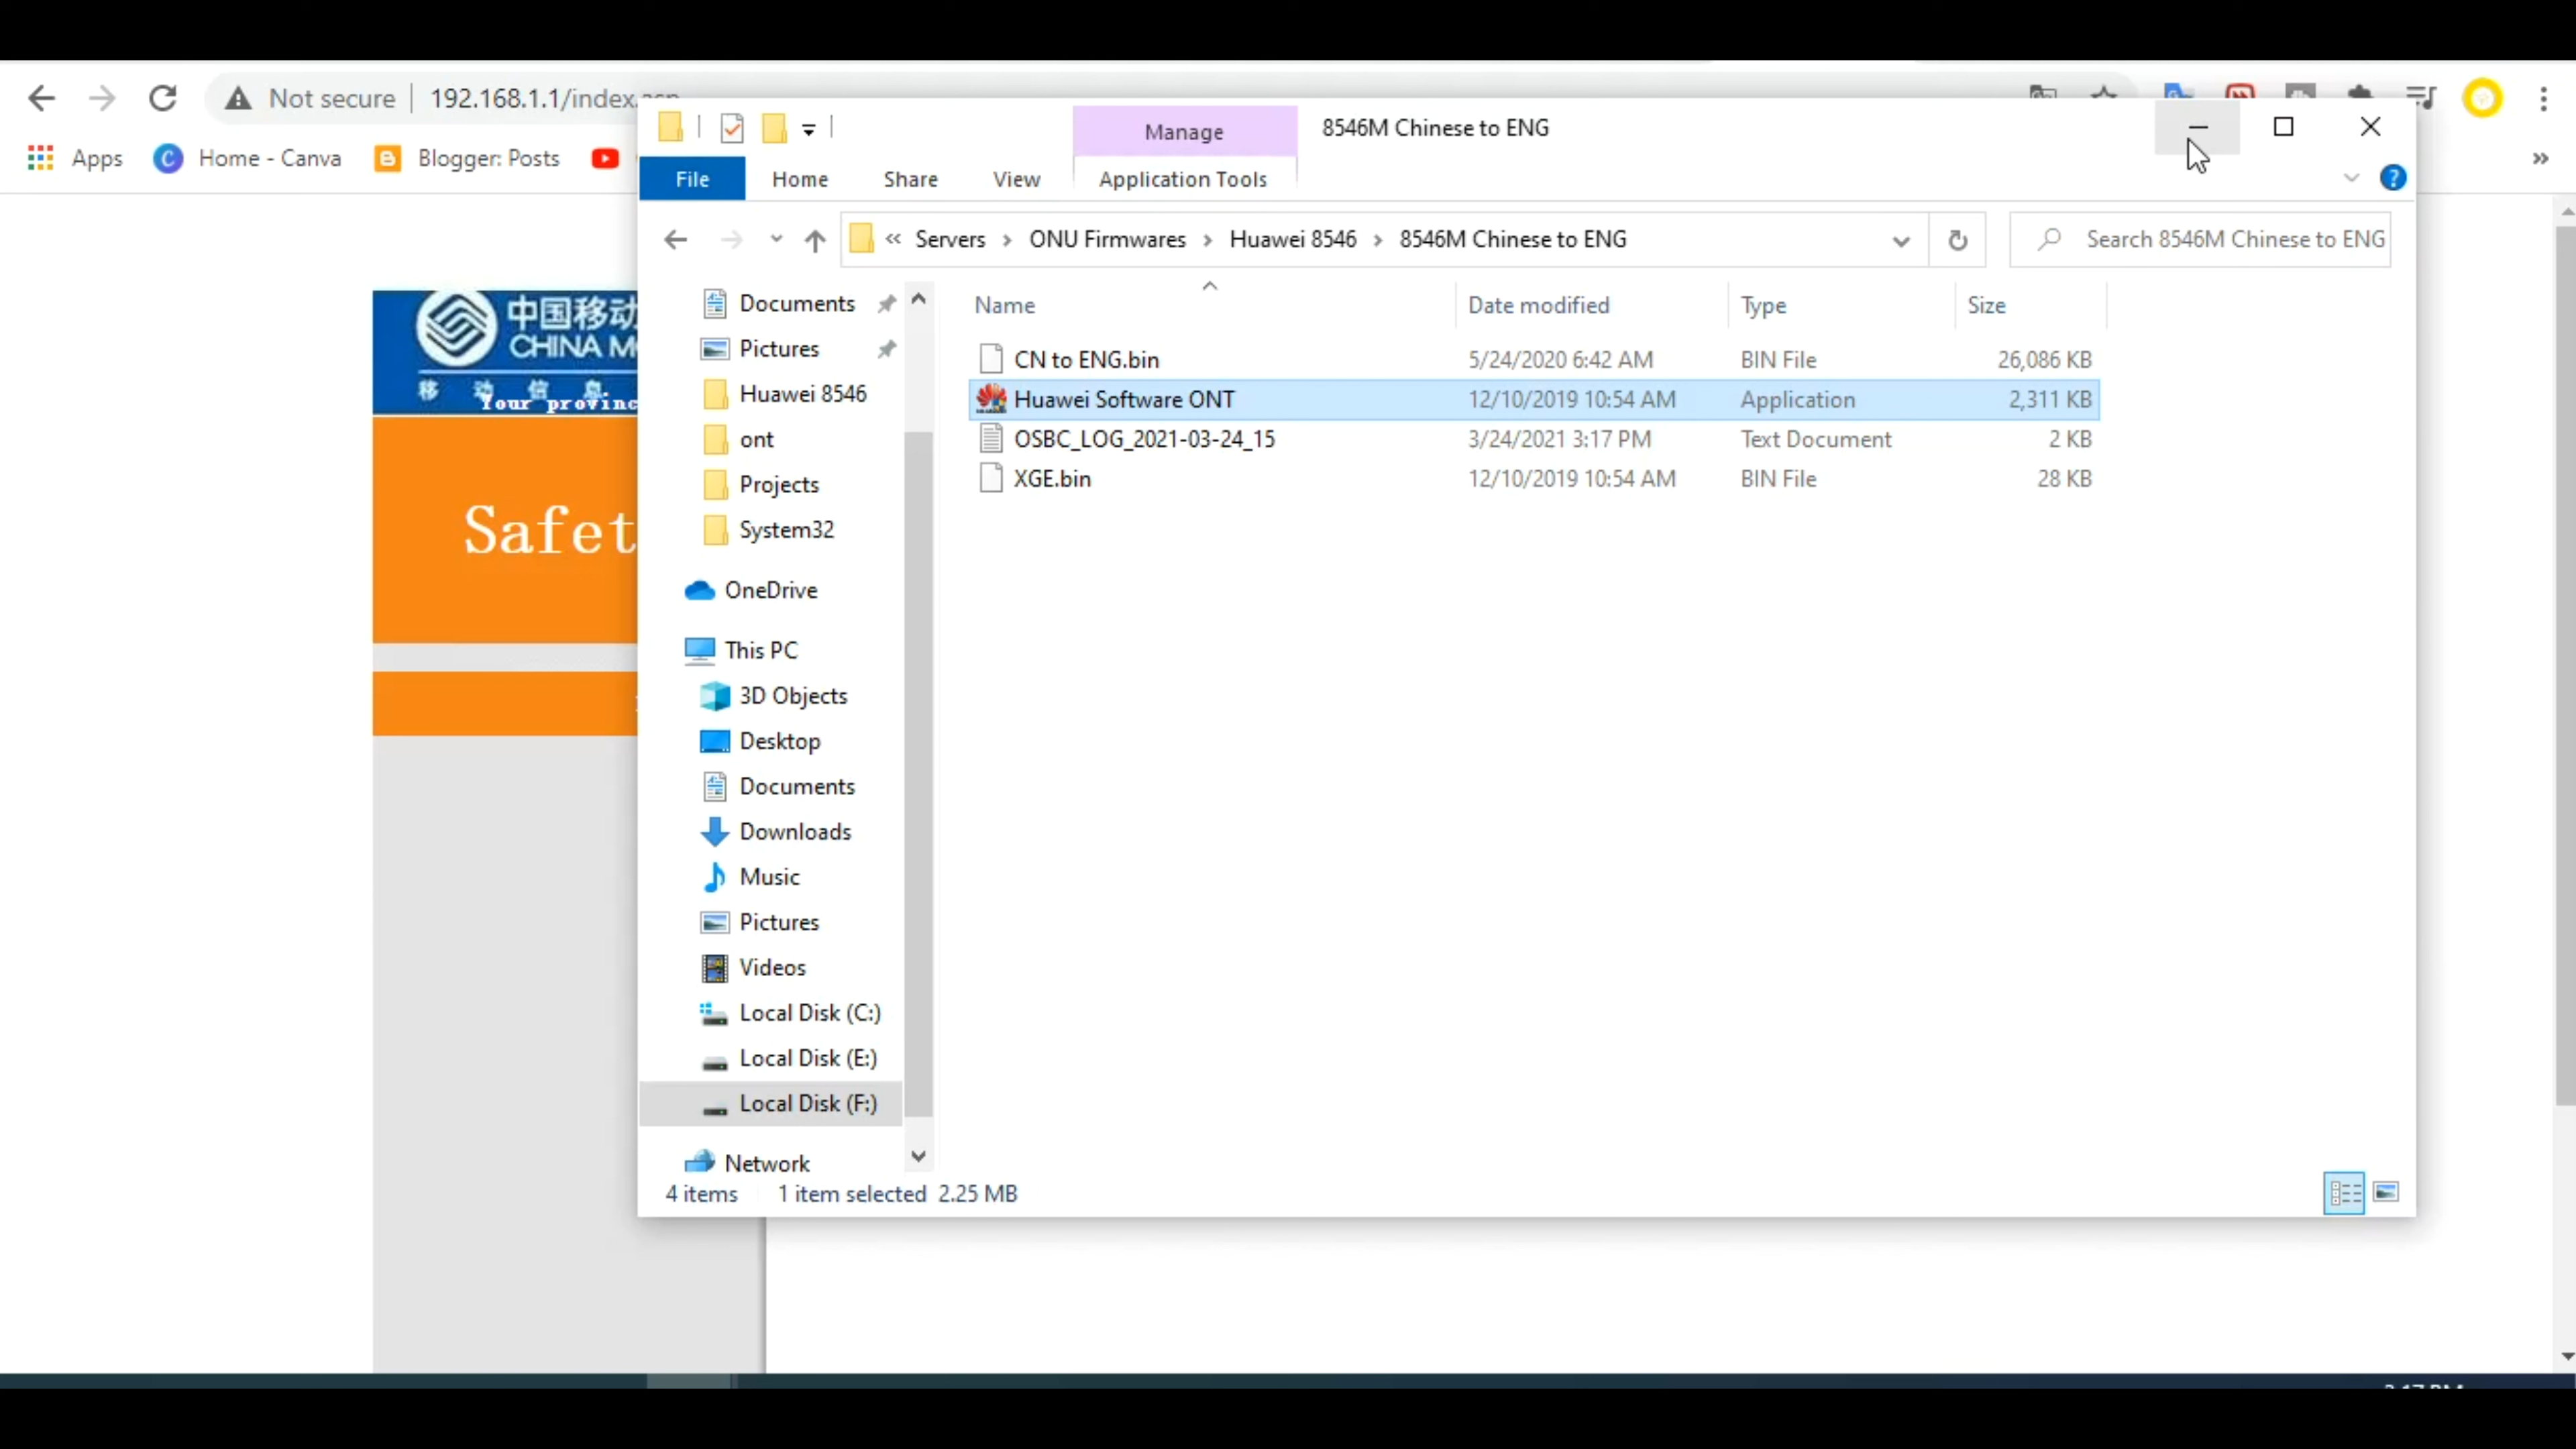 Not secure
192.168.1.1/index.asp
Apps
Home - Canva
Blogger: Posts
Manage
8546M Chinese to ENG
File
Home
Share
View
Application Tools
« Servers › ONU Firmwares › Huawei 8546 › 8546M Chinese to ENG
Search 8546M Chinese to ENG
Name
Date modified
Type
Size
CN to ENG.bin 5/24/2020 6:42 AM BIN File 26,086 KB
Huawei Software ONT 12/10/2019 10:54 AM Application 2,311 KB
OSBC_LOG_2021-03-24_15 3/24/2021 3:17 PM Text Document 2 KB
XGE.bin 12/10/2019 10:54 AM BIN File 28 KB
Documents
Pictures
Huawei 8546
ont
Projects
System32
OneDrive
This PC
3D Objects
Desktop
Documents
Downloads
Music
Pictures
Videos
Local Disk (C:)
Local Disk (E:)
Local Disk (F:)
Network
4 items
1 item selected 2.25 MB
中国移动
CHINA M
移 动 信 息
Your provinc
Safet